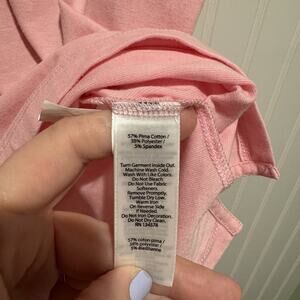 57% Pima Cotton /
38% Polyester /
5% Spandex
Turn Garment Inside Out.
Machine Wash Cold.
Wash With Like Colors.
Do Not Bleach.
Do Not Use Fabric
Softeners.
Remove Promptly.
Tumble Dry Low.
Warm Iron
On Reverse Side
If Needed.
Do Not Iron Decoration.
Do Not Dry Clean.
RN 134578
57% coton pima /
38% polyester /
5% élasthanne